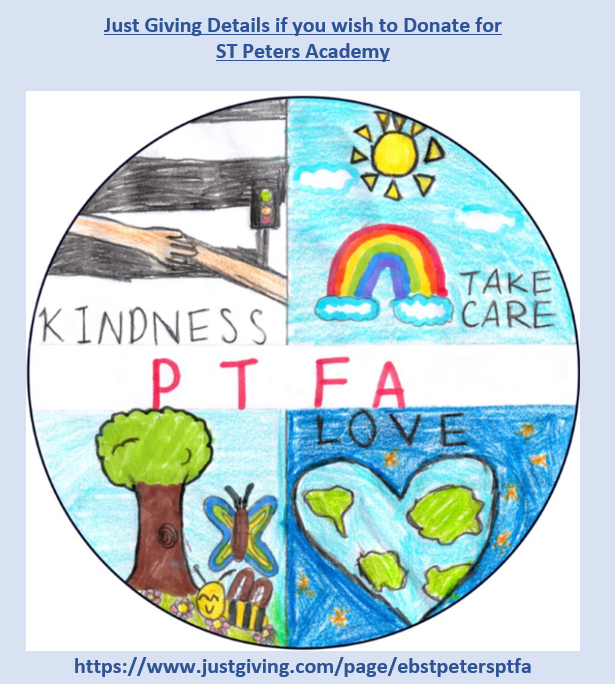 Just Giving Details if you wish to Donate for
ST Peters Academy
KINDNESS
TAKE
CARE
PTFA
LOVE
https://www.justgiving.com/page/ebstpetersptfa